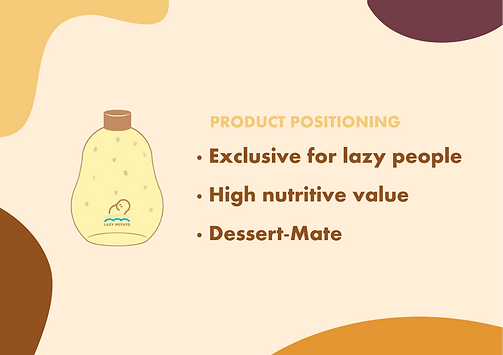 PRODUCT POSITIONING
• Exclusive for lazy people
• High nutritive value
• Dessert-Mate
LAZY POTATO